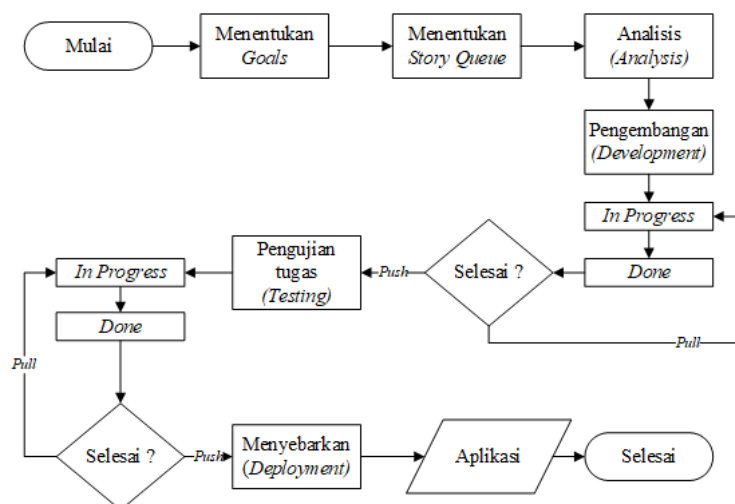 Mulai
Menentukan
Goals
Menentukan
Story Queue
Analisis
(Analysis)
Pengembangan
(Development)
In Progress
Done
Selesai ?
Pull
Push
Pengujian
tugas
(Testing)
In Progress
Done
Pull
Selesai ?
Push
Menyebarkan
(Deployment)
Aplikasi
Selesai